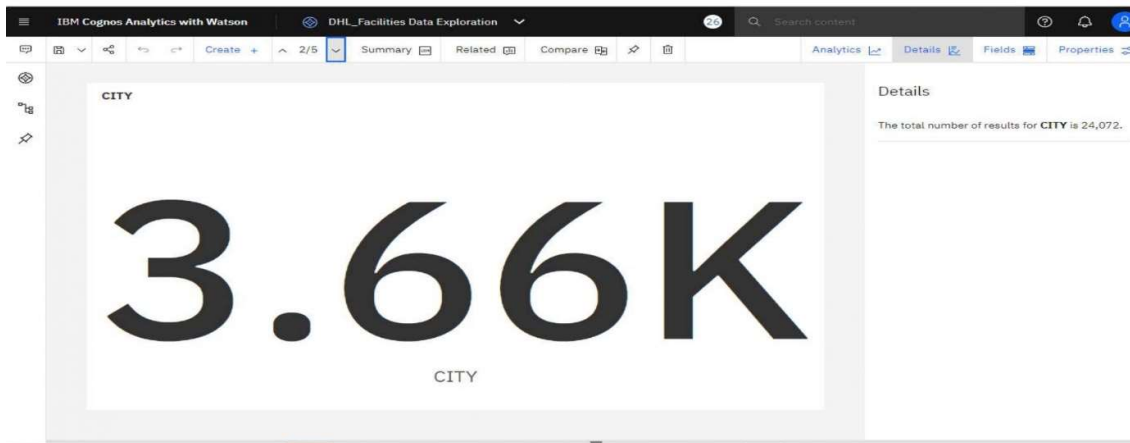 IBM Cognos Analytics with Watson
DHL_Facilities Data Exploration
26
Search content
Create +
2/5
Summary
Related
Compare
Analytics
Details
Fields
Properties
CITY
3.66K
CITY
Details
The total number of results for CITY is 24,072.